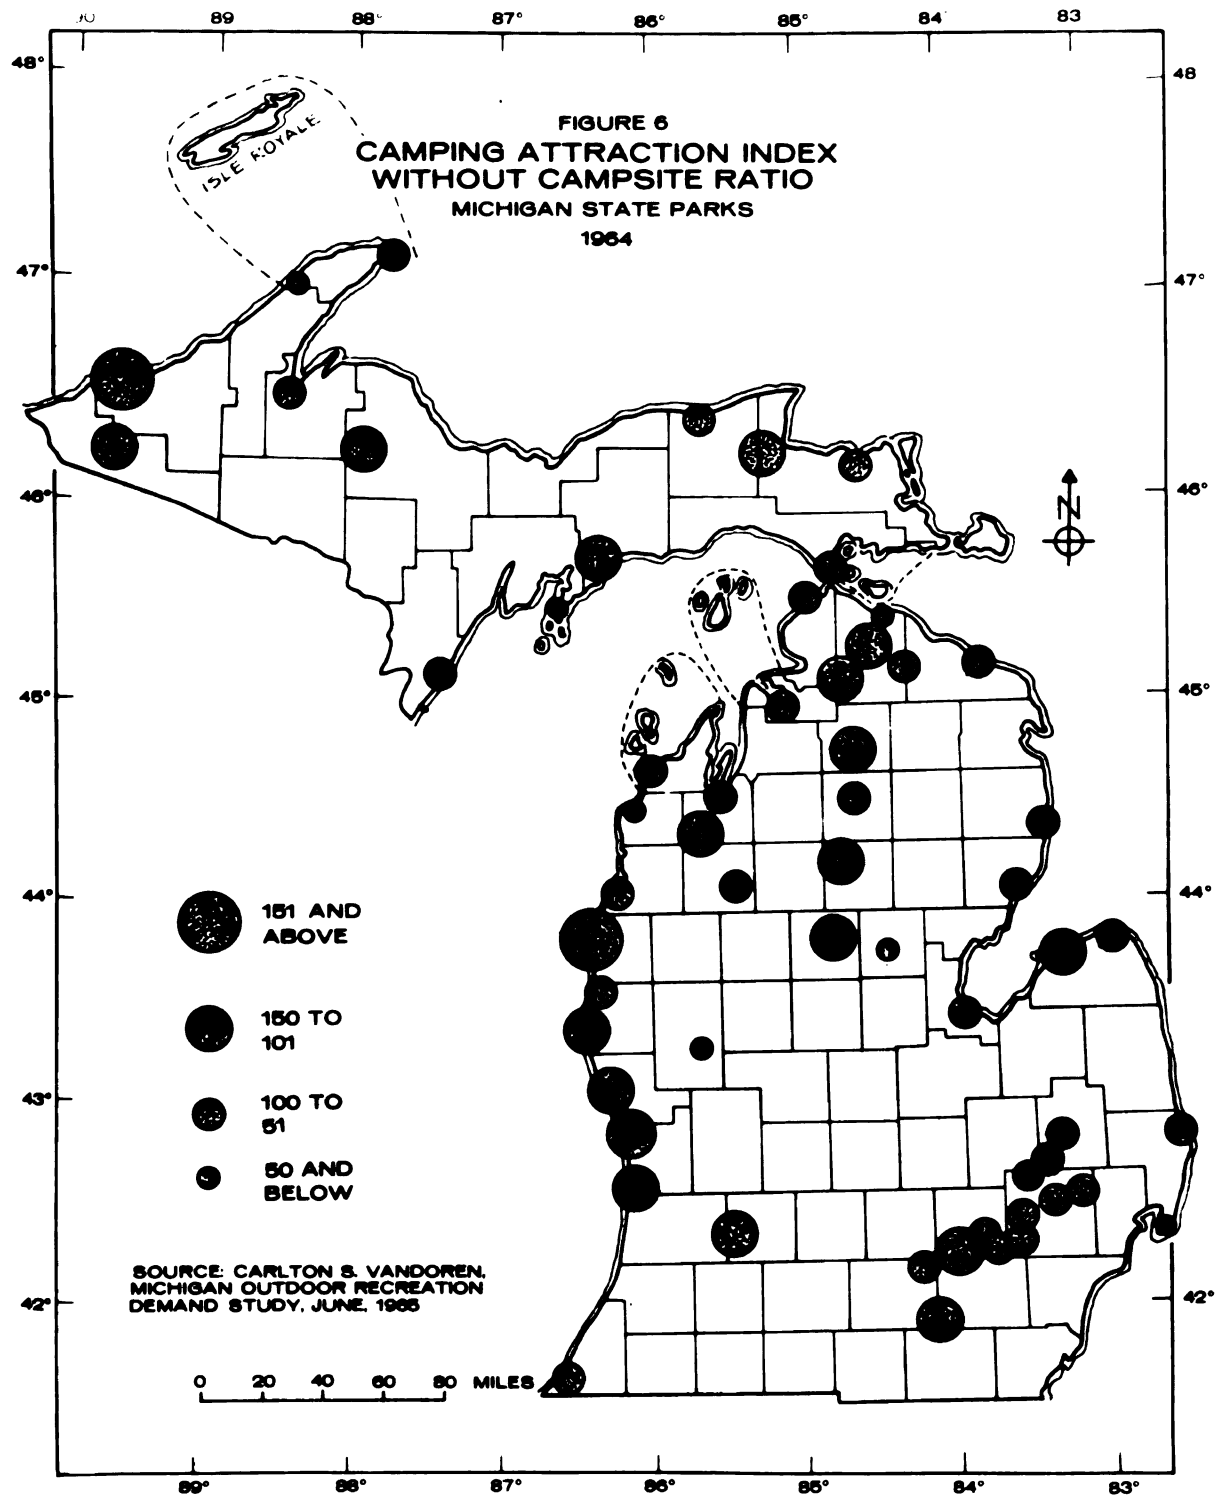 90 89 88° 87° 86° 85° 84° 83
48° 48
ISLE ROYALE
FIGURE 6
CAMPING ATTRACTION INDEX
WITHOUT CAMPSITE RATIO
MICHIGAN STATE PARKS
1964
47° 47°
46° 46°
N
45° 45°
44° 44°
151 AND
ABOVE
150 TO
101
100 TO
51
50 AND
BELOW
43° 43°
SOURCE: CARLTON S. VANDOREN,
MICHIGAN OUTDOOR RECREATION
DEMAND STUDY, JUNE, 1965
42° 42°
0 20 40 60 80 MILES
89° 88° 87° 86° 85° 84° 83°